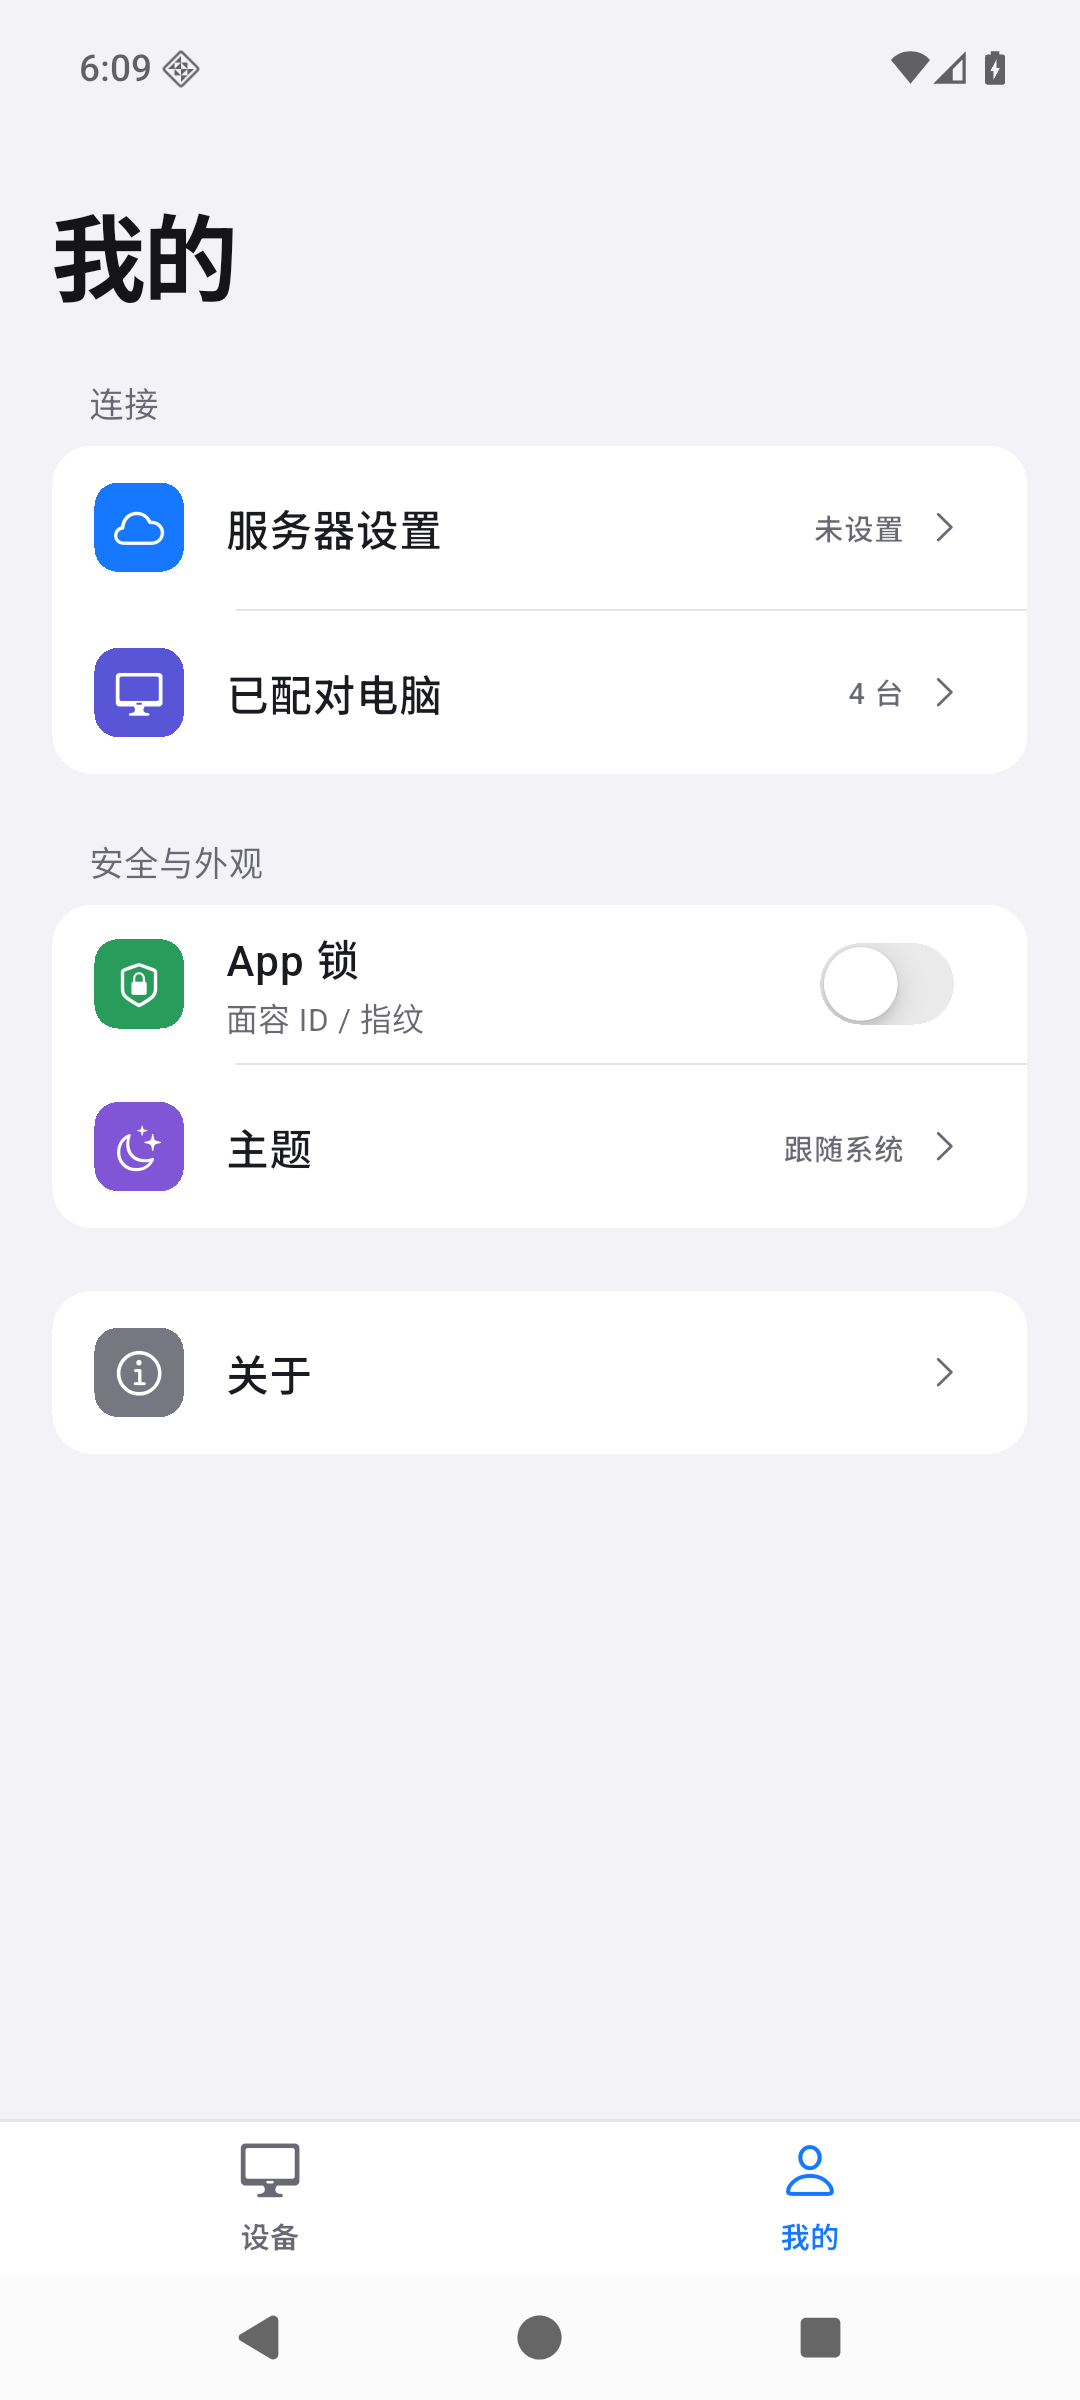 6:09
我的
连接
服务器设置
未设置
已配对电脑
4 台
安全与外观
App 锁
面容 ID / 指纹
主题
跟随系统
关于
设备
我的